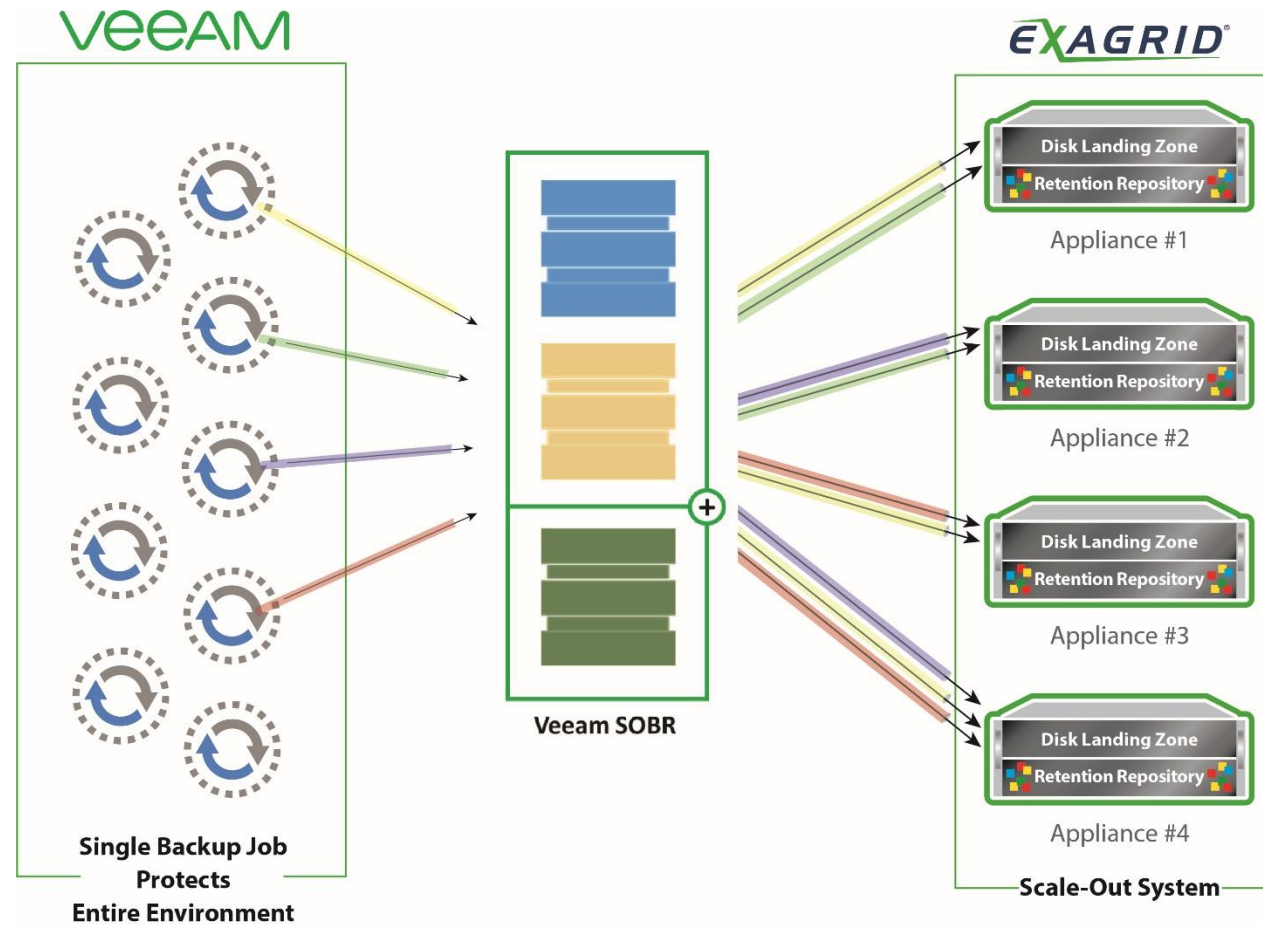 VEEAM
EXAGRID®
Disk Landing Zone
Retention Repository
Appliance #1
Disk Landing Zone
Retention Repository
Appliance #2
Disk Landing Zone
Retention Repository
Appliance #3
Disk Landing Zone
Retention Repository
Appliance #4
+
Veeam SOBR
Single Backup Job
Protects
Entire Environment
Scale-Out System